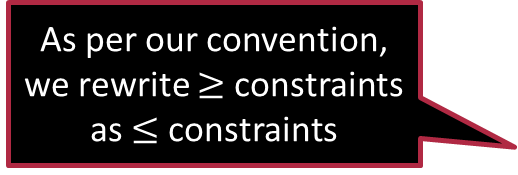 As per our convention,
we rewrite ≥ constraints
as ≤ constraints